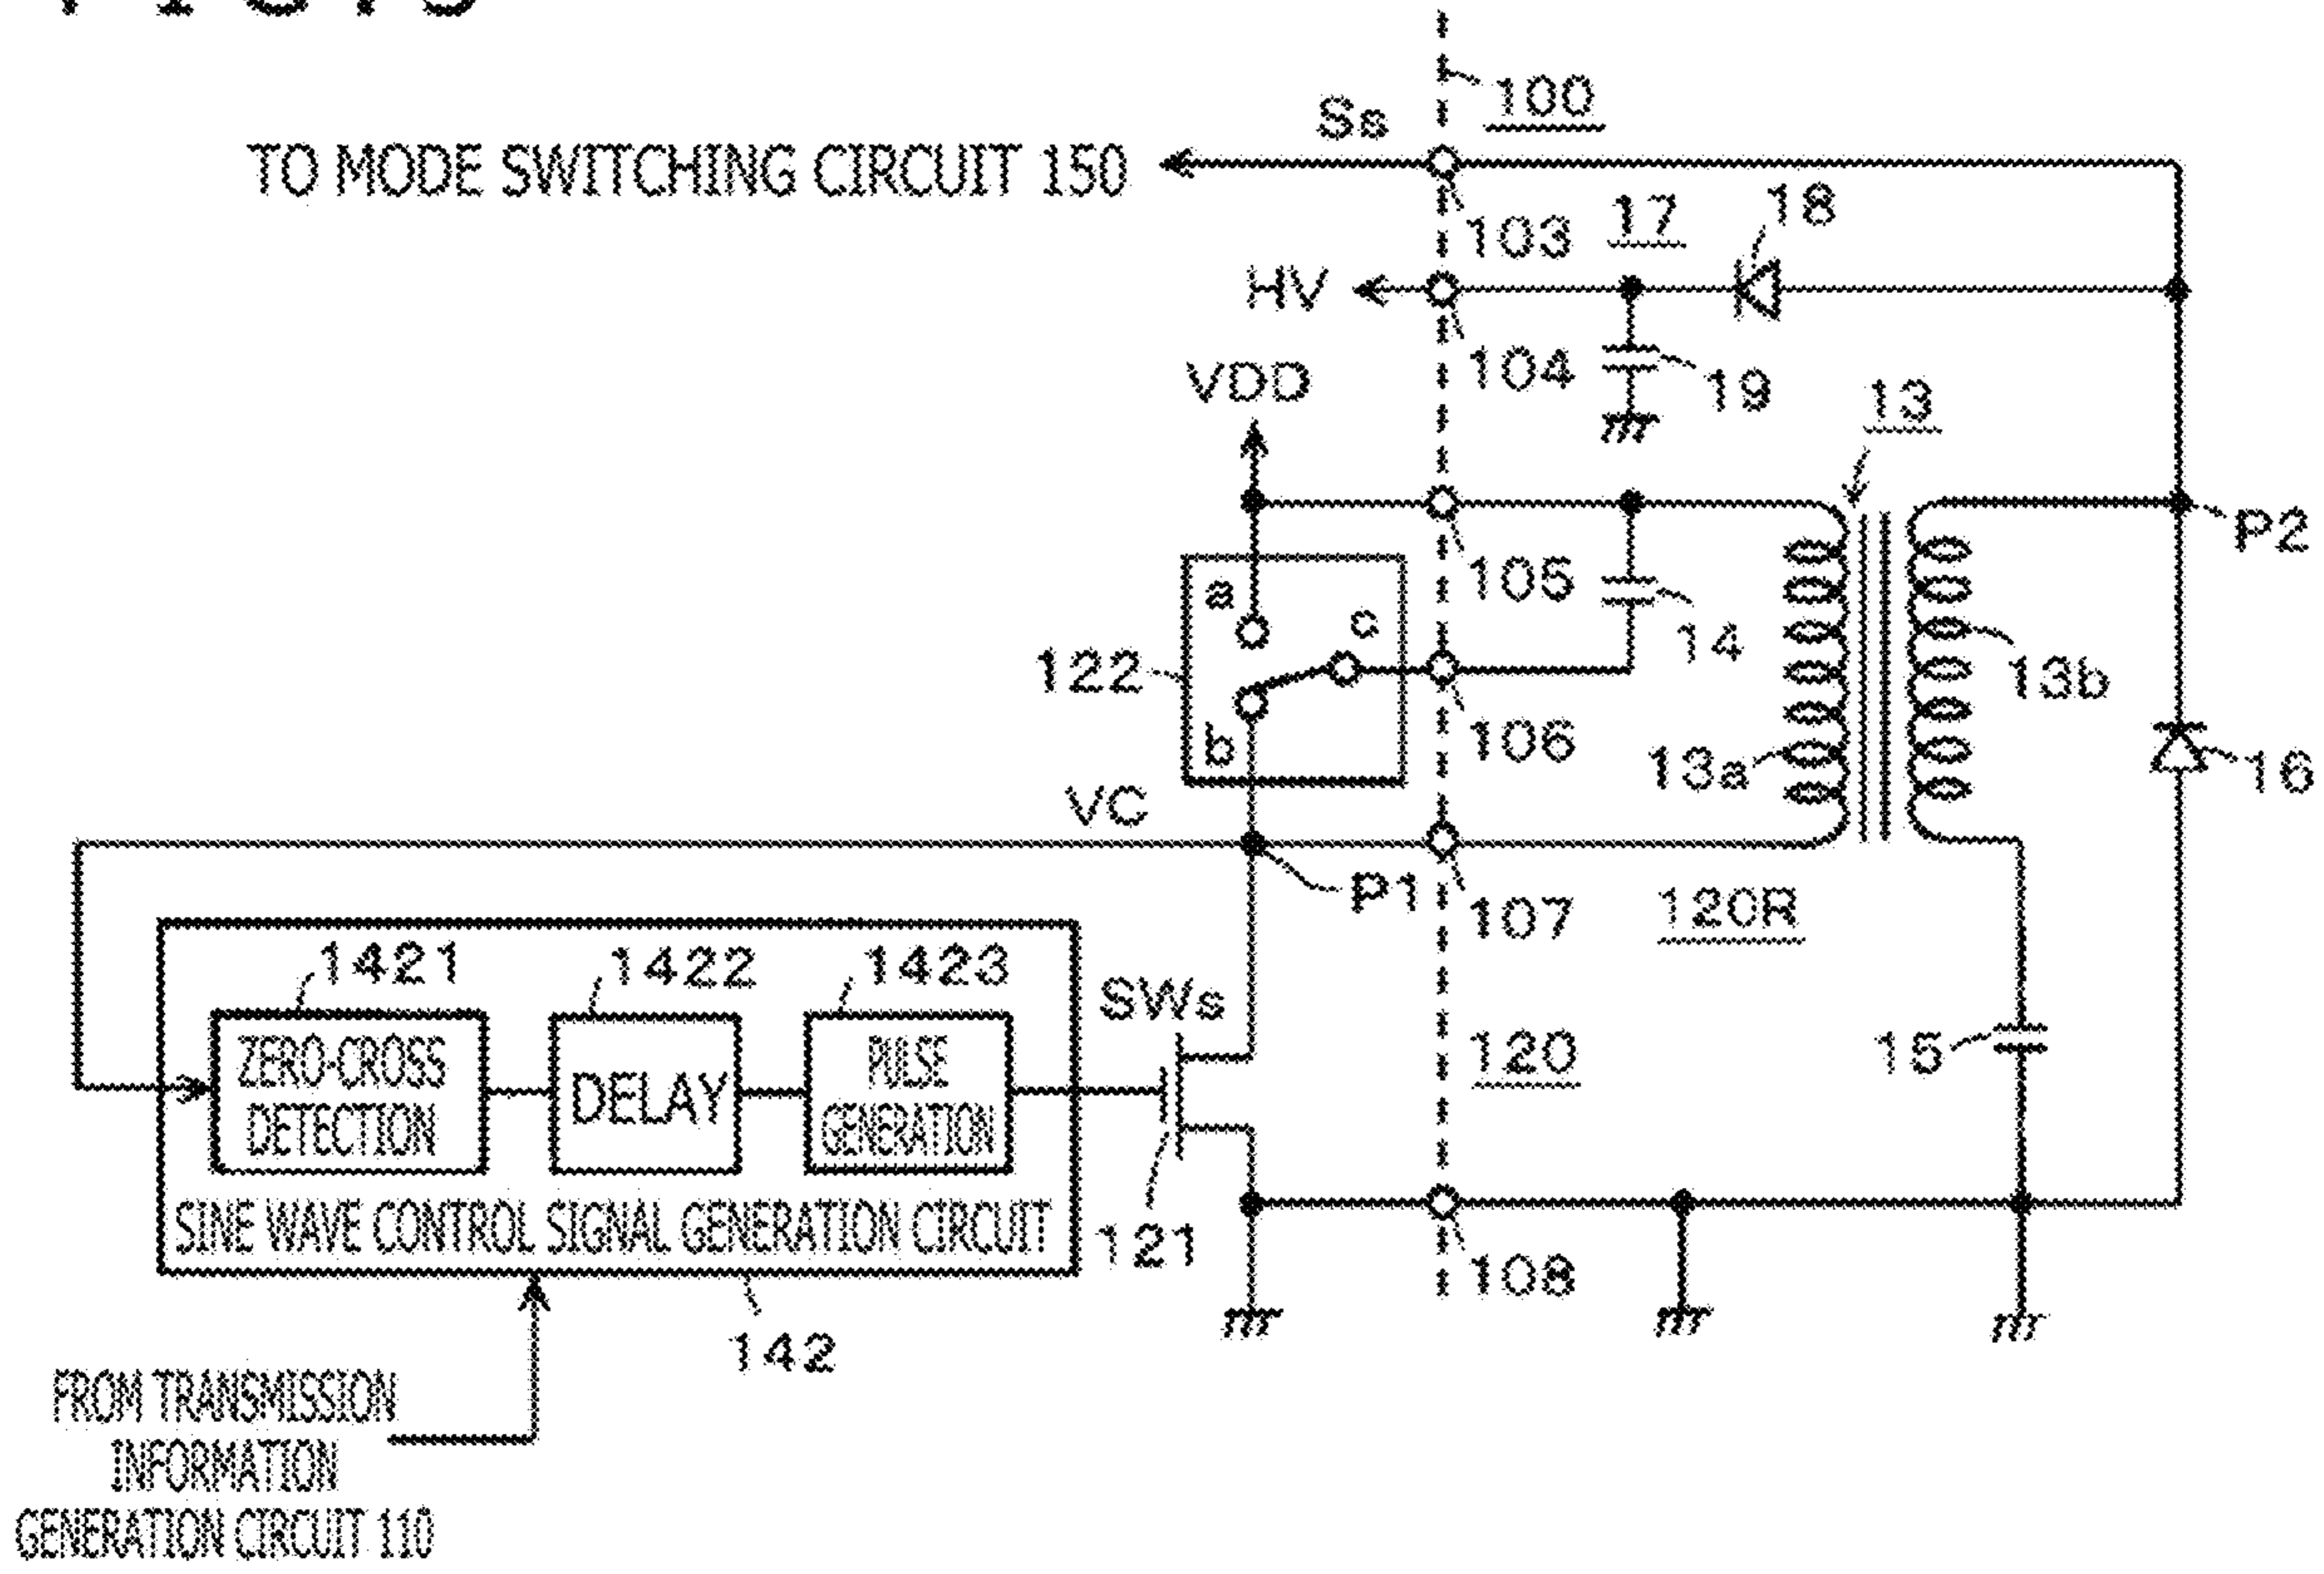 100
Ss
TO MODE SWITCHING CIRCUIT 150
103
17
18
HV
104
19
VDD
13
P2
105
a
c
14
122
13b
106
b
13a
16
VC
P1
107
120R
1421
1422
1423
SWs
ZERO-CROSS
DETECTION
DELAY
PULSE
GENERATION
120
15
SINE WAVE CONTROL SIGNAL GENERATION CIRCUIT
121
108
142
FROM TRANSMISSION
INFORMATION
GENERATION CIRCUIT 110